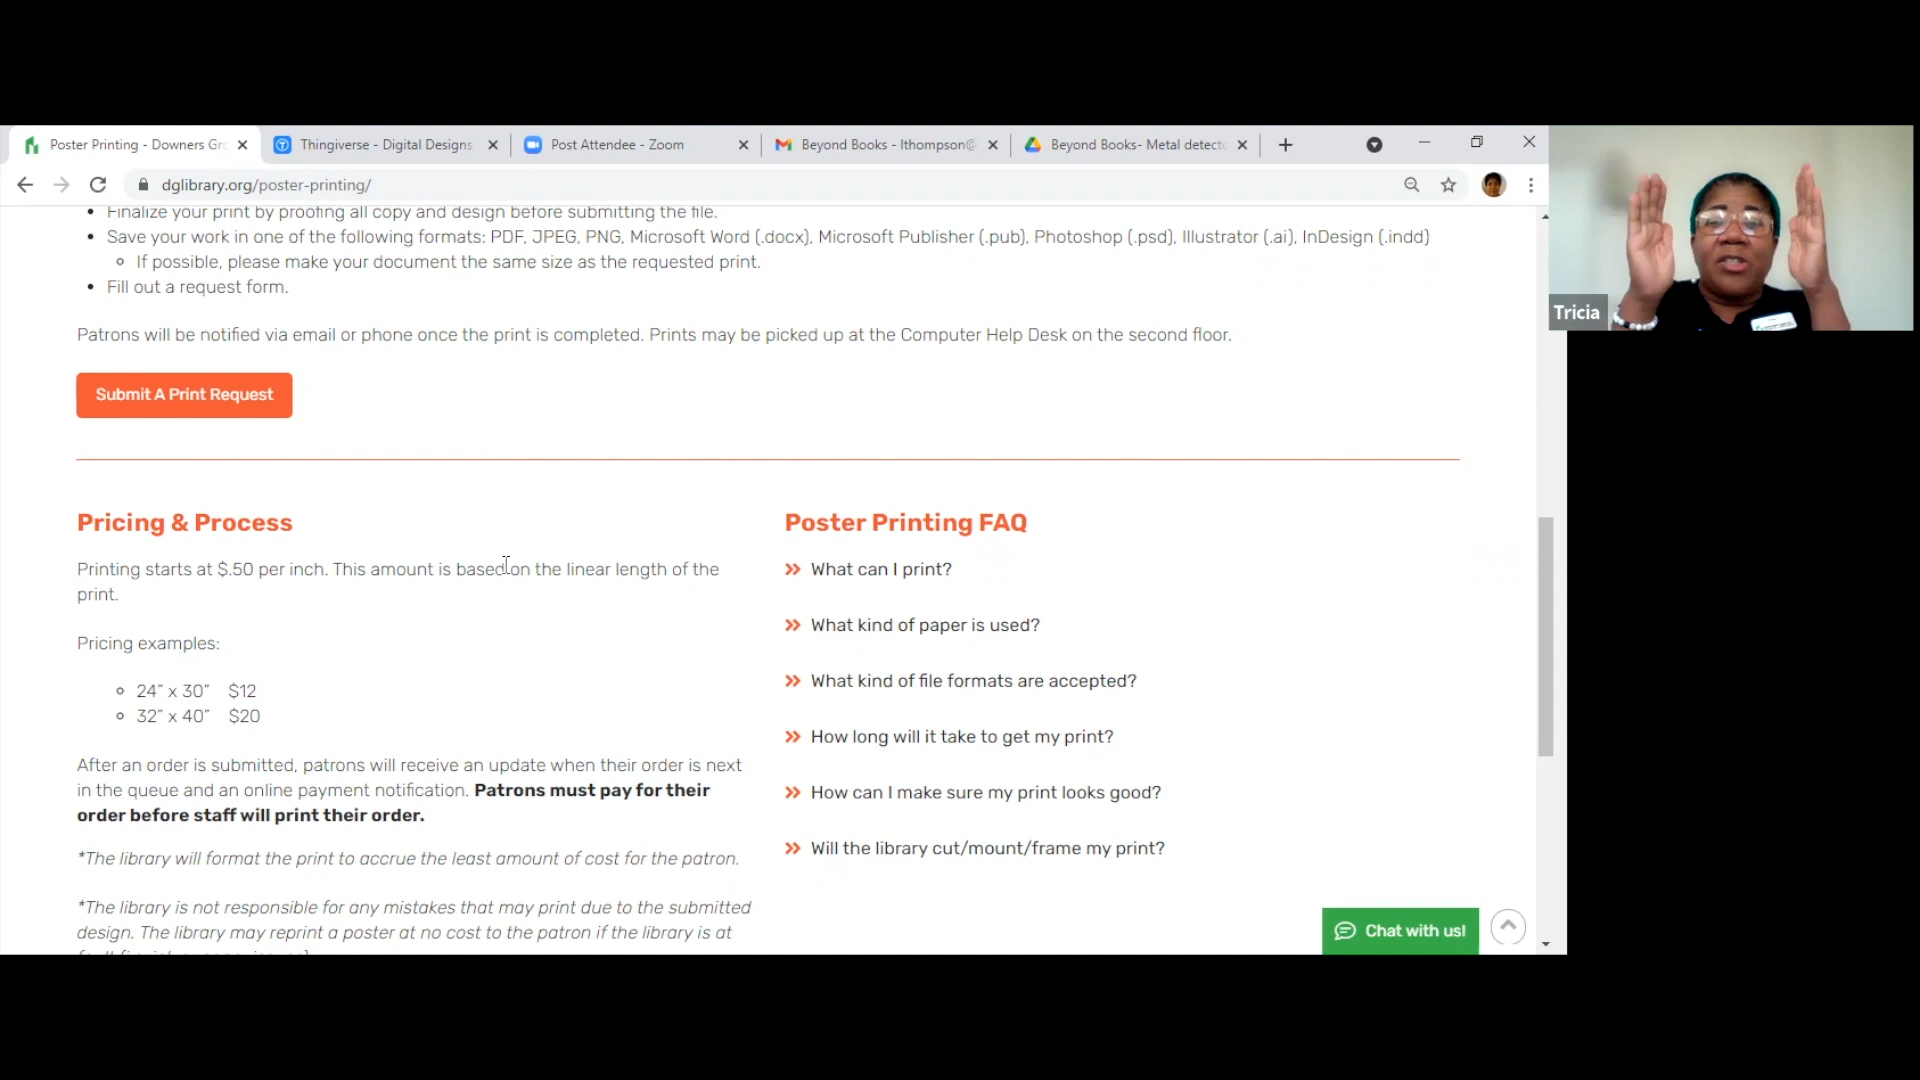 Poster Printing - Downers Gr
Thingiverse - Digital Designs
Post Attendee - Zoom
Beyond Books - lthompson@
Beyond Books- Metal detect
dglibrary.org/poster-printing/
Finalize your print by proofing all copy and design before submitting the file.
Save your work in one of the following formats: PDF, JPEG, PNG, Microsoft Word (.docx), Microsoft Publisher (.pub), Photoshop (.psd), Illustrator (.ai), InDesign (.indd)
If possible, please make your document the same size as the requested print.
Fill out a request form.
Tricia
Patrons will be notified via email or phone once the print is completed. Prints may be picked up at the Computer Help Desk on the second floor.
Submit A Print Request
Pricing & Process
Printing starts at $.50 per inch. This amount is based on the linear length of the
print.
Pricing examples:
24" x 30" $12
32" x 40" $20
After an order is submitted, patrons will receive an update when their order is next
in the queue and an online payment notification. Patrons must pay for their
order before staff will print their order.
*The library will format the print to accrue the least amount of cost for the patron.
*The library is not responsible for any mistakes that may print due to the submitted
design. The library may reprint a poster at no cost to the patron if the library is at
Poster Printing FAQ
What can I print?
What kind of paper is used?
What kind of file formats are accepted?
How long will it take to get my print?
How can I make sure my print looks good?
Will the library cut/mount/frame my print?
Chat with us!